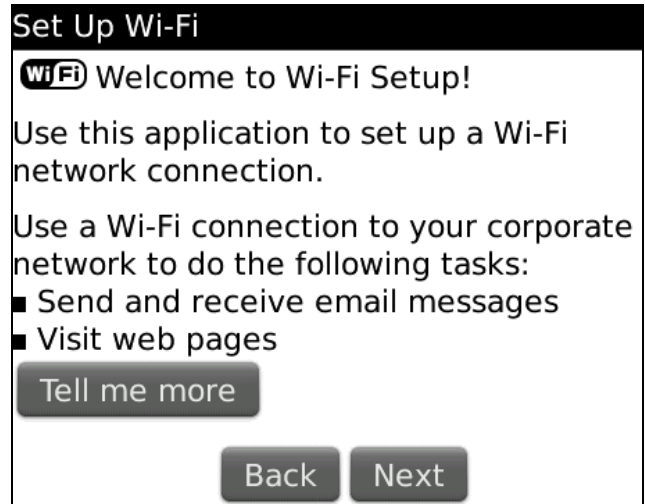 Set Up Wi-Fi
Wi Fi Welcome to Wi-Fi Setup!
Use this application to set up a Wi-Fi
network connection.
Use a Wi-Fi connection to your corporate
network to do the following tasks:
■ Send and receive email messages
■ Visit web pages
Tell me more
Back Next